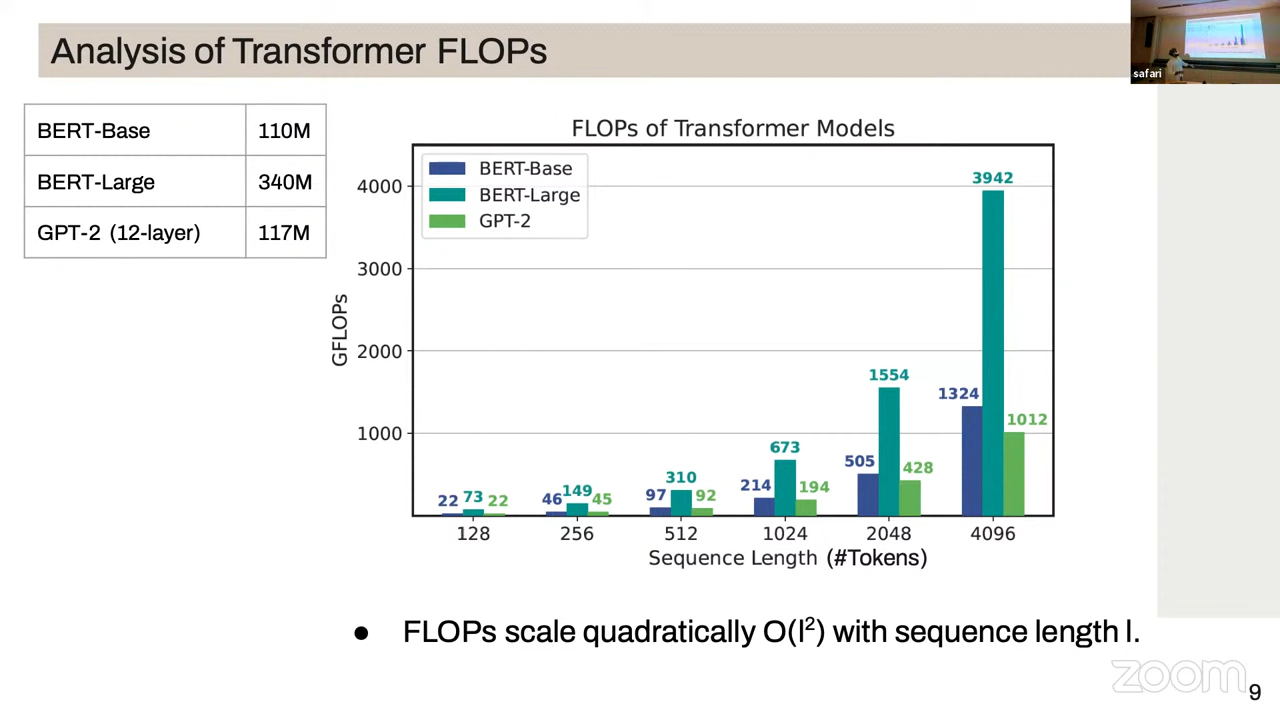 Analysis of Transformer FLOPs
safari
BERT-Base 110M
BERT-Large 340M
GPT-2 (12-layer) 117M
FLOPs of Transformer Models
BERT-Base
BERT-Large
GPT-2
GFLOPs
4000
3000
2000
1000
22 73 22
46 149 45
97 310 92
214 673 194
505 1554 428
1324 3942 1012
128 256 512 1024 2048 4096
Sequence Length (#Tokens)
● FLOPs scale quadratically O(l²) with sequence length l.
zoom
9